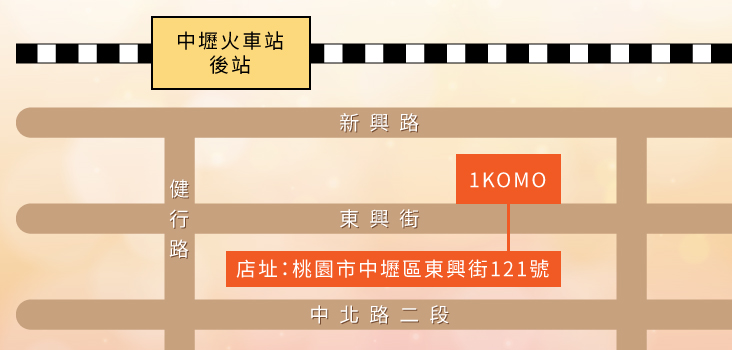 中壢火車站
後站
新興路
1KOMO
健行路
東興街
店址:桃園市中壢區東興街121號
中北路二段